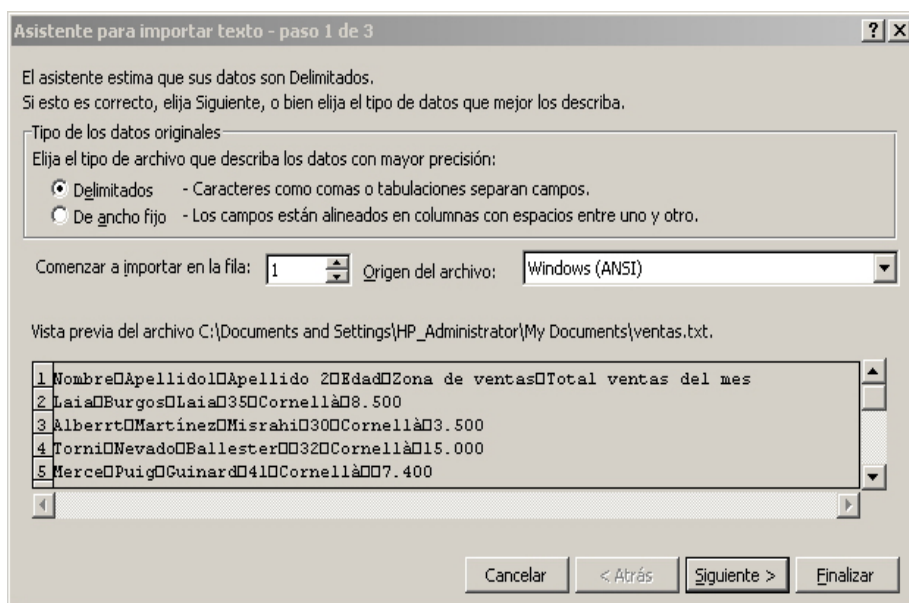 Asistente para importar texto - paso 1 de 3
El asistente estima que sus datos son Delimitados.
Si esto es correcto, elija Siguiente, o bien elija el tipo de datos que mejor los describa.
Tipo de los datos originales
Elija el tipo de archivo que describa los datos con mayor precisión:
Delimitados - Caracteres como comas o tabulaciones separan campos.
De ancho fijo - Los campos están alineados en columnas con espacios entre uno y otro.
Comenzar a importar en la fila: 1 Origen del archivo: Windows (ANSI)
Vista previa del archivo C:\Documents and Settings\HP_Administrator\My Documents\ventas.txt.
1 Nombre□Apellido1□Apellido 2□Edad□Zona de ventas□Total ventas del mes
2 Laia□Burgos□Laia□35□Cornellà□8.500
3 Alberrt□Martínez□Misrahi□30□Cornellà□3.500
4 Torni□Nevado□Ballester□□32□Cornellà□15.000
5 Merce□Puig□Guinard□41□Cornellà□□7.400
Cancelar < Atrás Siguiente > Finalizar